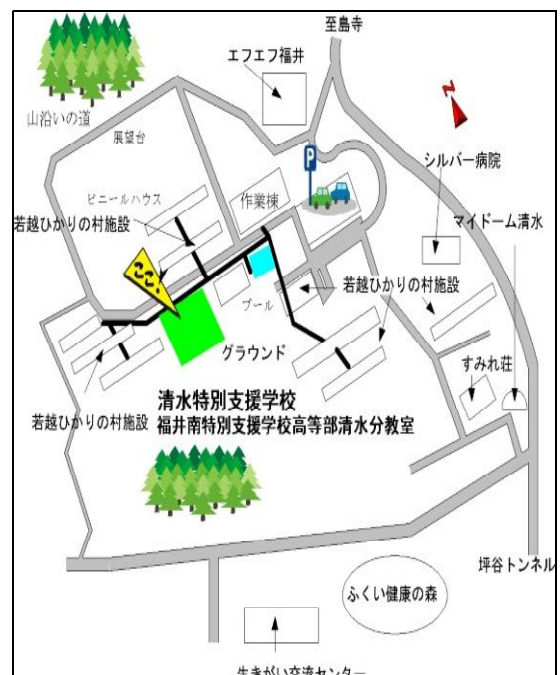 至島寺
エフエフ福井
N
山沿いの道
展望台
P
シルバー病院
ビニールハウス
作業棟
若越ひかりの村施設
マイドーム清水
ここ!
若越ひかりの村施設
プール
グラウンド
すみれ荘
清水特別支援学校
若越ひかりの村施設
福井南特別支援学校高等部清水分教室
坪谷トンネル
ふくい健康の森
生きがい交流センター